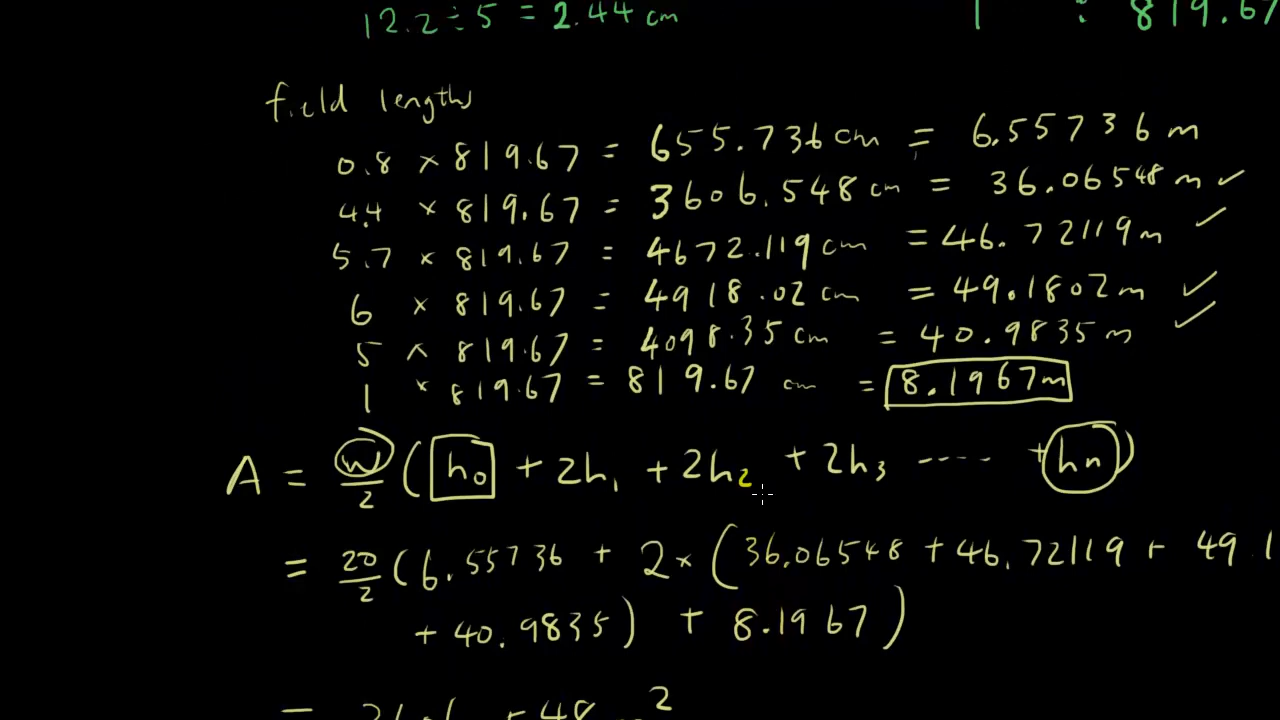 12.2 ÷ 5 = 2.44 cm
1 : 819.67
field lengths
0.8 × 819.67 = 655.736 cm = 6.55736 m
4.4 × 819.67 = 3606.548 cm = 36.06548 m ✓
5.7 × 819.67 = 4672.119 cm = 46.72119 m ✓
6 × 819.67 = 4918.02 cm = 49.1802 m ✓
5 × 819.67 = 4098.35 cm = 40.9835 m ✓
1 × 819.67 = 819.67 cm = 8.1967 m
A = w/2 (h₀ + 2h₁ + 2h₂ + 2h₃ ----- + hn)
= 20/2 (6.55736 + 2 × (36.06548 + 46.72119 + 49.1
+ 40.9835) + 8.1967)